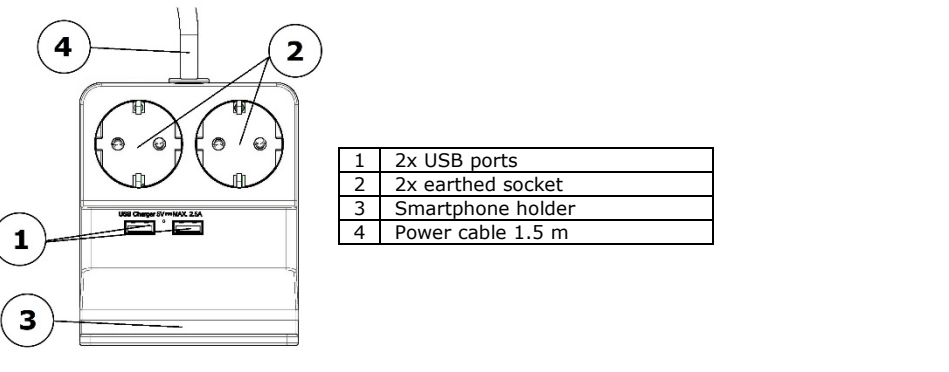 4
2
USB Charger 5V⎓MAX. 2.5A
1
3
1 2x USB ports
2 2x earthed socket
3 Smartphone holder
4 Power cable 1.5 m